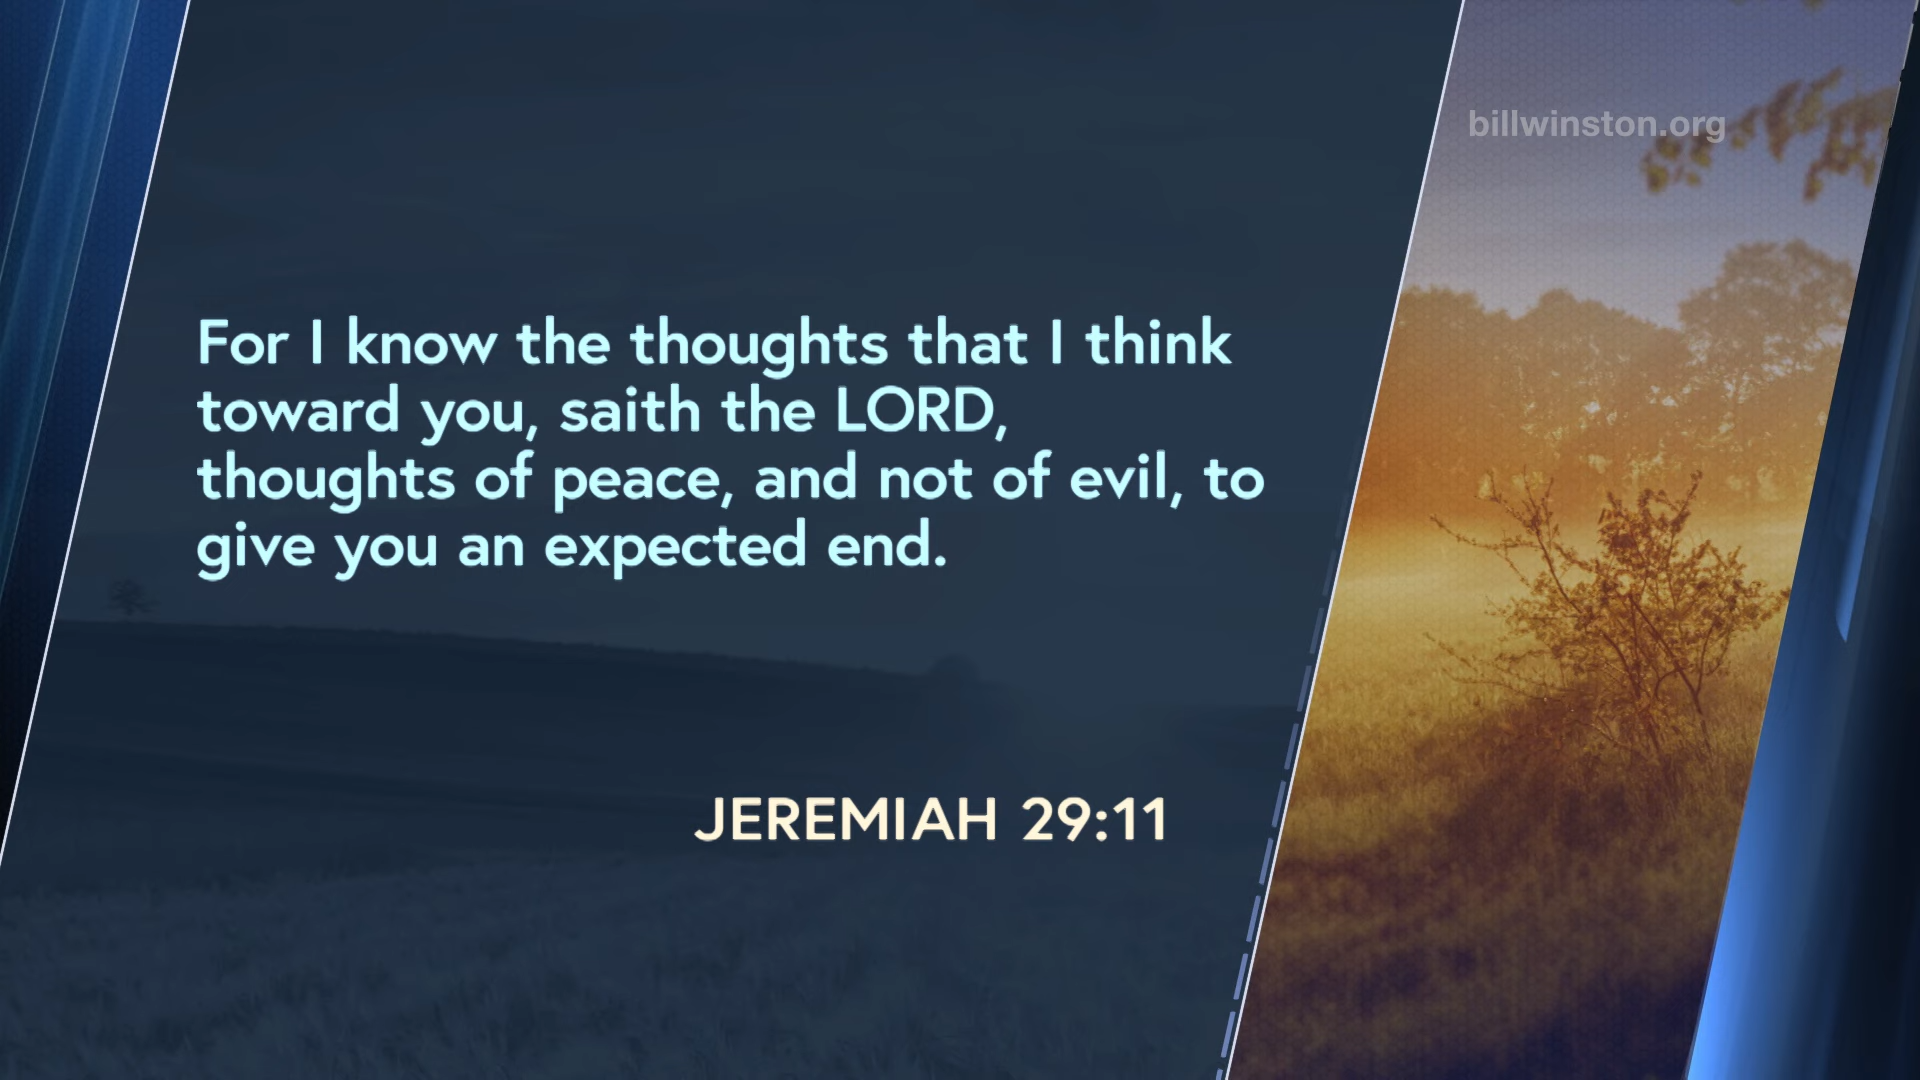 billwinston.org
For I know the thoughts that I think
toward you, saith the LORD,
thoughts of peace, and not of evil, to
give you an expected end.
JEREMIAH 29:11